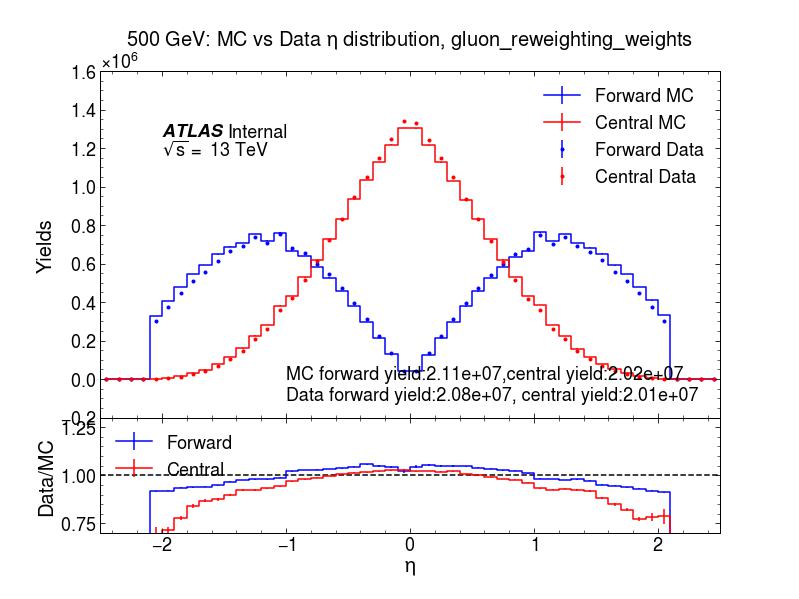 500 GeV: MC vs Data η distribution, gluon_reweighting_weights
×10⁶
1.6
1.4
1.2
1.0
0.8
0.6
0.4
0.2
0.0
−0.2
Yields
ATLAS Internal
√s = 13 TeV
Forward MC
Central MC
Forward Data
Central Data
MC forward yield:2.11e+07,central yield:2.02e+07
Data forward yield:2.08e+07, central yield:2.01e+07
1.25
1.00
0.75
Data/MC
Forward
Central
−2
−1
0
1
2
η